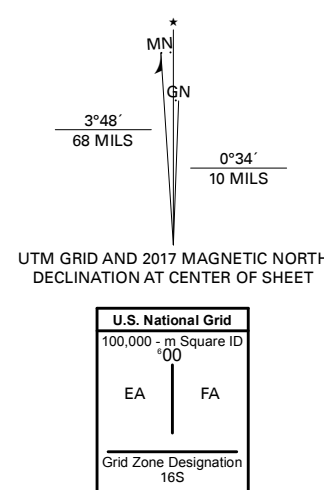 ★
MN
GN
3°48´
68 MILS
0°34´
10 MILS
UTM GRID AND 2017 MAGNETIC NORTH
DECLINATION AT CENTER OF SHEET
U.S. National Grid
100,000 - m Square ID
⁶00
EA FA
Grid Zone Designation
16S